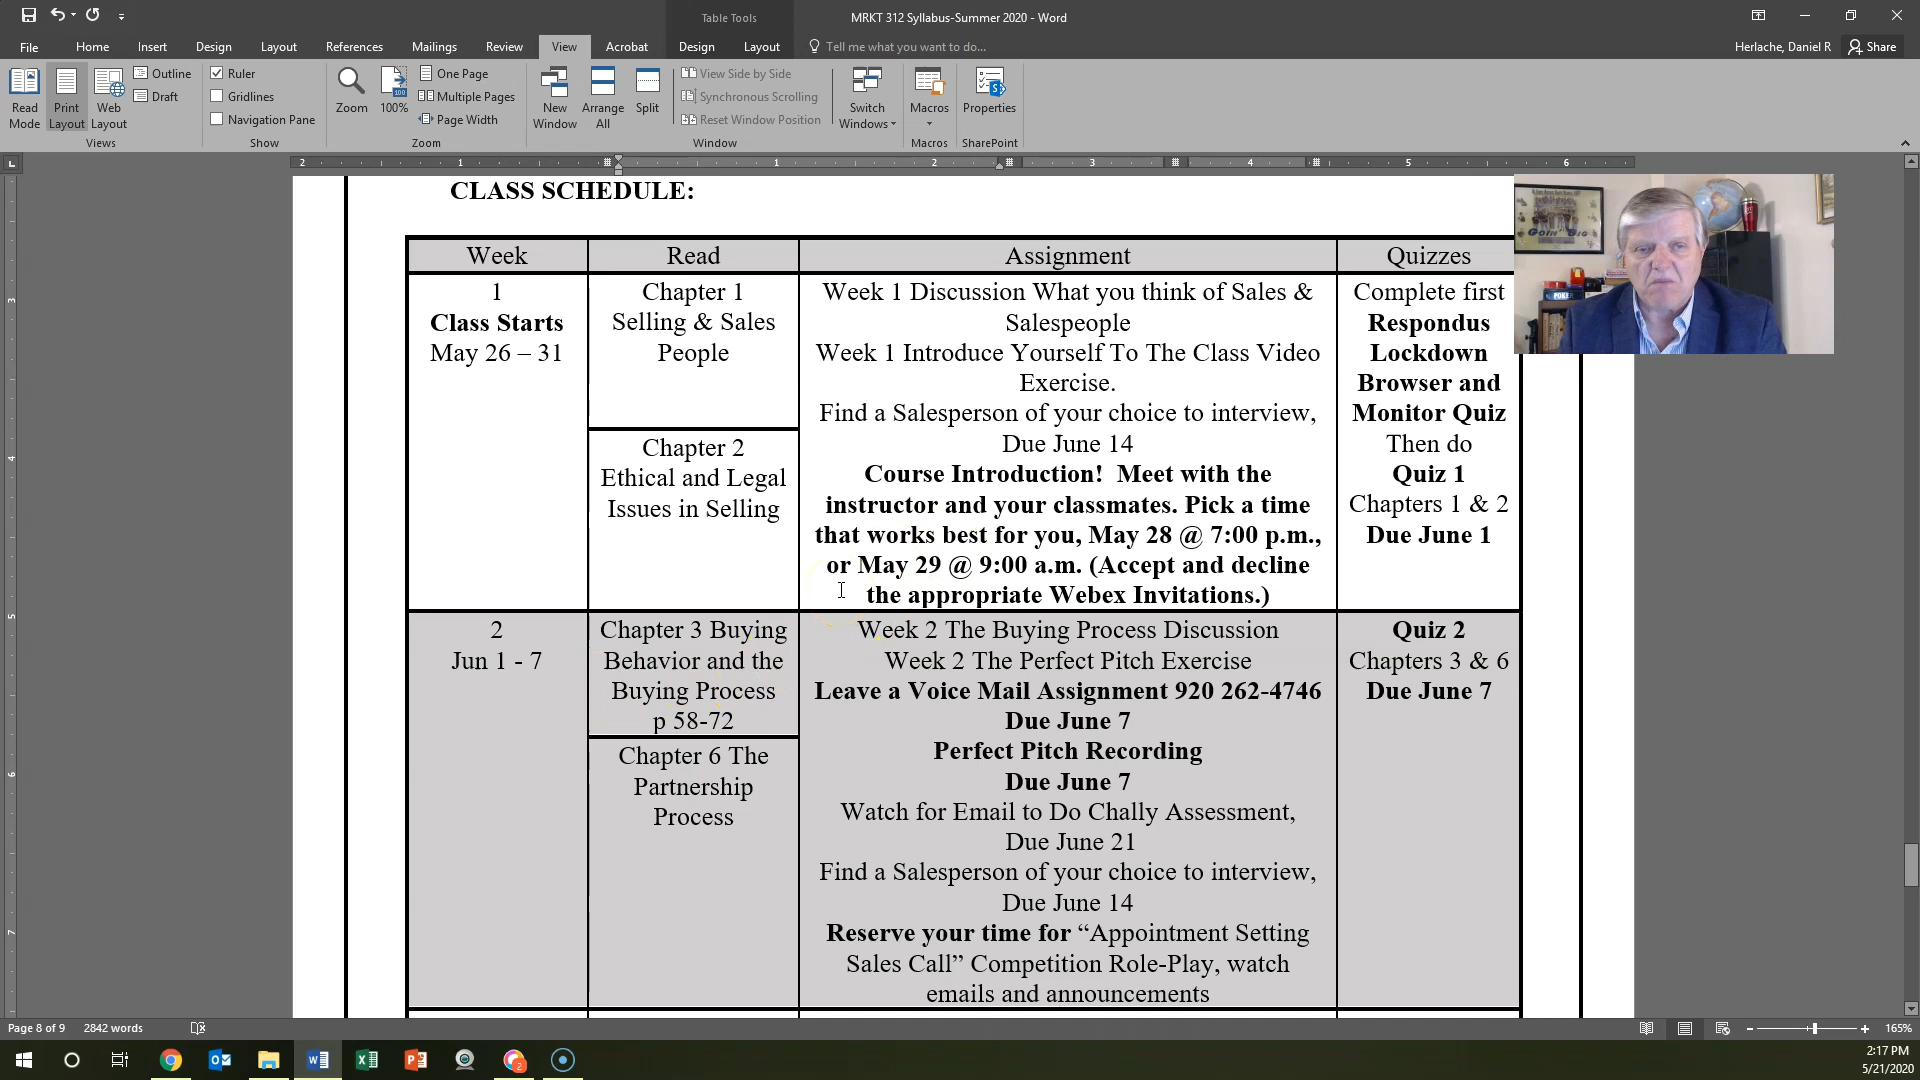 Table Tools
MRKT 312 Syllabus-Summer 2020 - Word
File
Home
Insert
Design
Layout
References
Mailings
Review
View
Acrobat
Design
Layout
Tell me what you want to do...
Herlache, Daniel R
Share
Read Mode
Print Layout
Web Layout
Outline
Draft
Views
Ruler
Gridlines
Navigation Pane
Show
Zoom
100%
One Page
Multiple Pages
Page Width
Zoom
New Window
Arrange All
Split
View Side by Side
Synchronous Scrolling
Reset Window Position
Window
Switch Windows
Macros
Macros
Properties
SharePoint
2 1 1 2 3 4 5 6
CLASS SCHEDULE:
Week
Read
Assignment
Quizzes
1
Class Starts
May 26 – 31
Chapter 1
Selling & Sales
People
Chapter 2
Ethical and Legal
Issues in Selling
Week 1 Discussion What you think of Sales &
Salespeople
Week 1 Introduce Yourself To The Class Video
Exercise.
Find a Salesperson of your choice to interview,
Due June 14
Course Introduction!  Meet with the
instructor and your classmates. Pick a time
that works best for you, May 28 @ 7:00 p.m.,
or May 29 @ 9:00 a.m. (Accept and decline
the appropriate Webex Invitations.)
Complete first
Respondus
Lockdown
Browser and
Monitor Quiz
Then do
Quiz 1
Chapters 1 & 2
Due June 1
2
Jun 1 - 7
Chapter 3 Buying
Behavior and the
Buying Process
p 58-72
Chapter 6 The
Partnership
Process
Week 2 The Buying Process Discussion
Week 2 The Perfect Pitch Exercise
Leave a Voice Mail Assignment 920 262-4746
Due June 7
Perfect Pitch Recording
Due June 7
Watch for Email to Do Chally Assessment,
Due June 21
Find a Salesperson of your choice to interview,
Due June 14
Reserve your time for “Appointment Setting
Sales Call” Competition Role-Play, watch
emails and announcements
Quiz 2
Chapters 3 & 6
Due June 7
3
4
5
6
7
Page 8 of 9
2842 words
165%
2:17 PM
5/21/2020